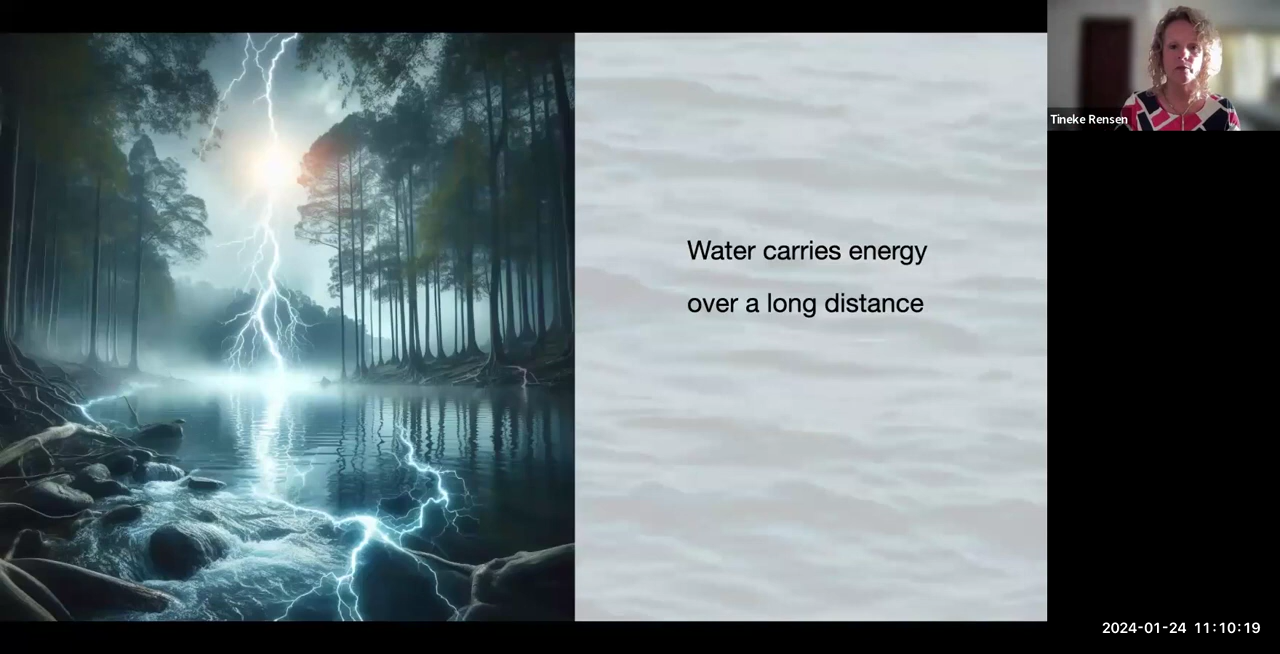 Water carries energy
over a long distance
Tineke Rensen
2024-01-24 11:10:19